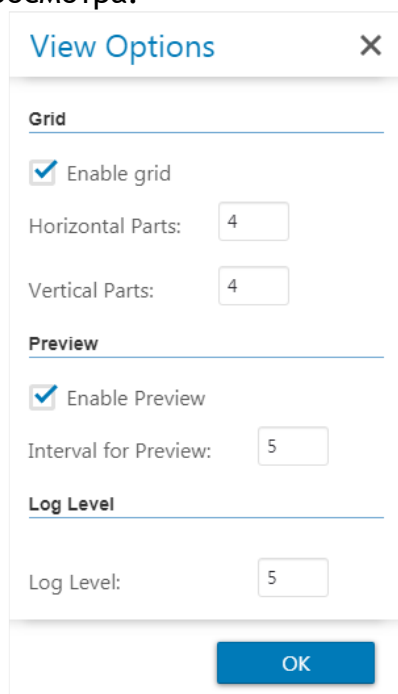 View Options
Grid
Enable grid
Horizontal Parts: 4
Vertical Parts: 4
Preview
Enable Preview
Interval for Preview: 5
Log Level
Log Level: 5
OK